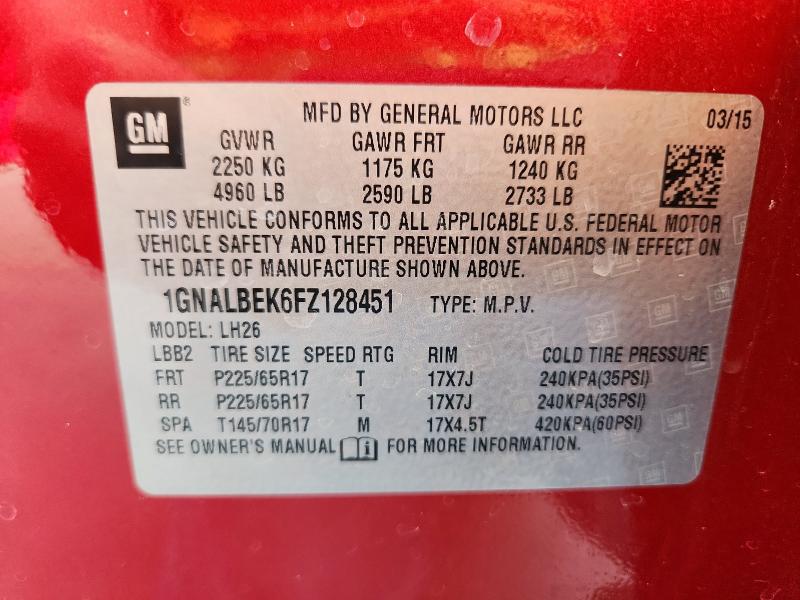 GM ®
MFD BY GENERAL MOTORS LLC 03/15
GVWR GAWR FRT GAWR RR
2250 KG 1175 KG 1240 KG
4960 LB 2590 LB 2733 LB
THIS VEHICLE CONFORMS TO ALL APPLICABLE U.S. FEDERAL MOTOR
VEHICLE SAFETY AND THEFT PREVENTION STANDARDS IN EFFECT ON
THE DATE OF MANUFACTURE SHOWN ABOVE.
1GNALBEK6FZ128451 TYPE: M.P.V.
MODEL: LH26
LBB2 TIRE SIZE SPEED RTG RIM COLD TIRE PRESSURE
FRT P225/65R17 T 17X7J 240KPA(35PSI)
RR P225/65R17 T 17X7J 240KPA(35PSI)
SPA T145/70R17 M 17X4.5T 420KPA(60PSI)
SEE OWNER'S MANUAL i FOR MORE INFORMATION.